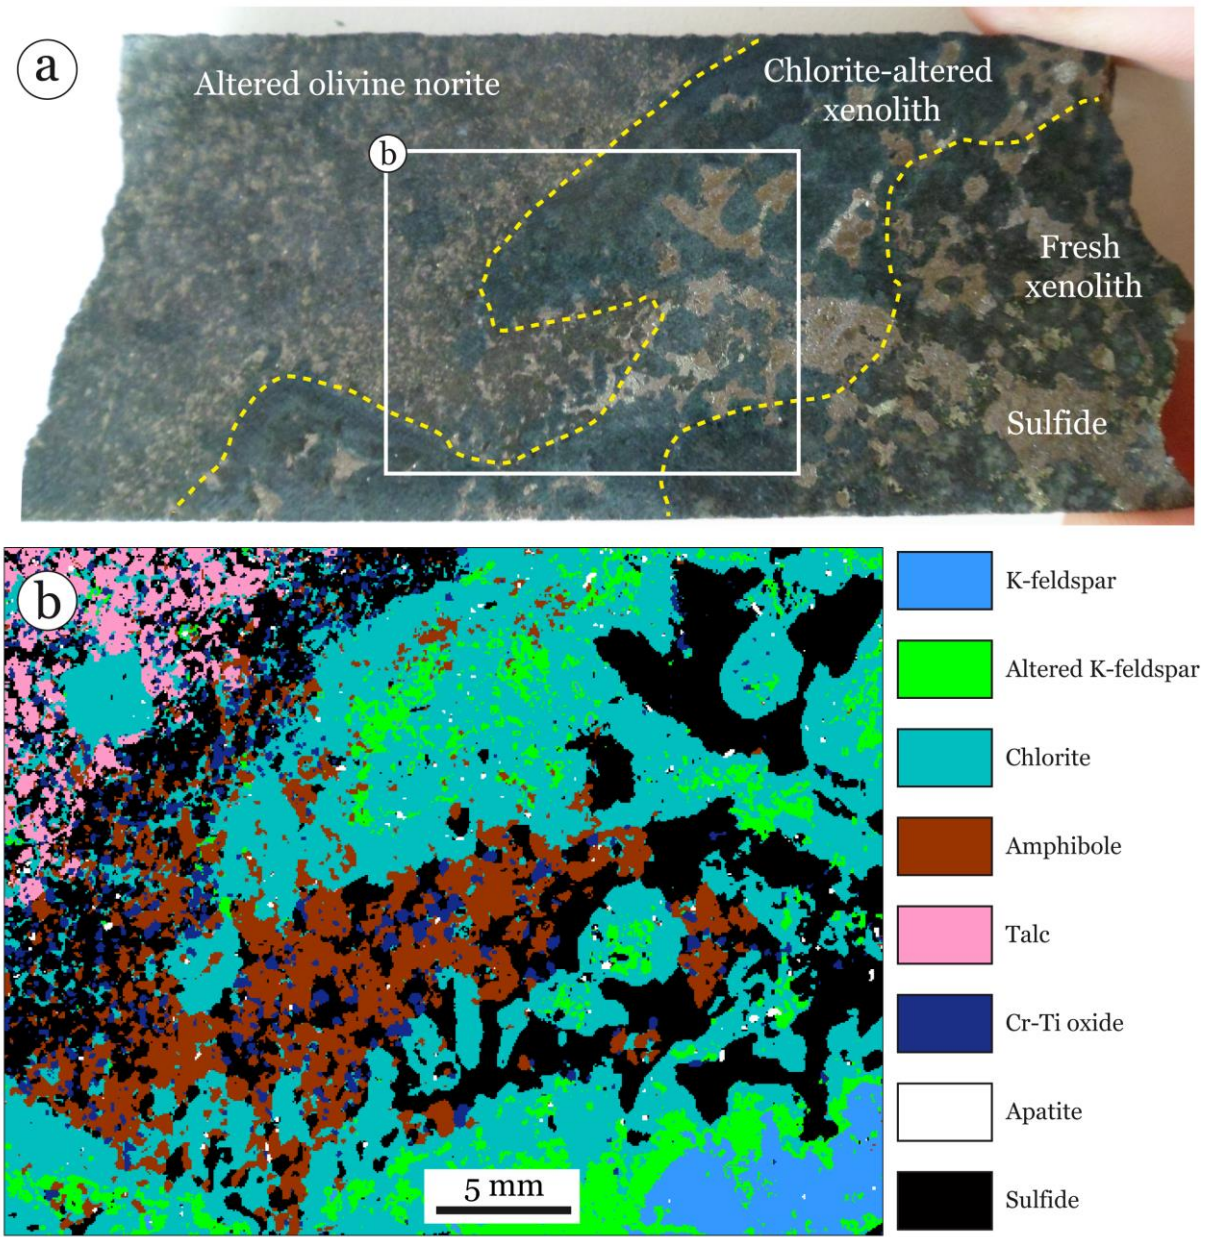 a
Altered olivine norite
Chlorite-altered
xenolith
b
Fresh
xenolith
Sulfide
b
5 mm
K-feldspar
Altered K-feldspar
Chlorite
Amphibole
Talc
Cr-Ti oxide
Apatite
Sulfide